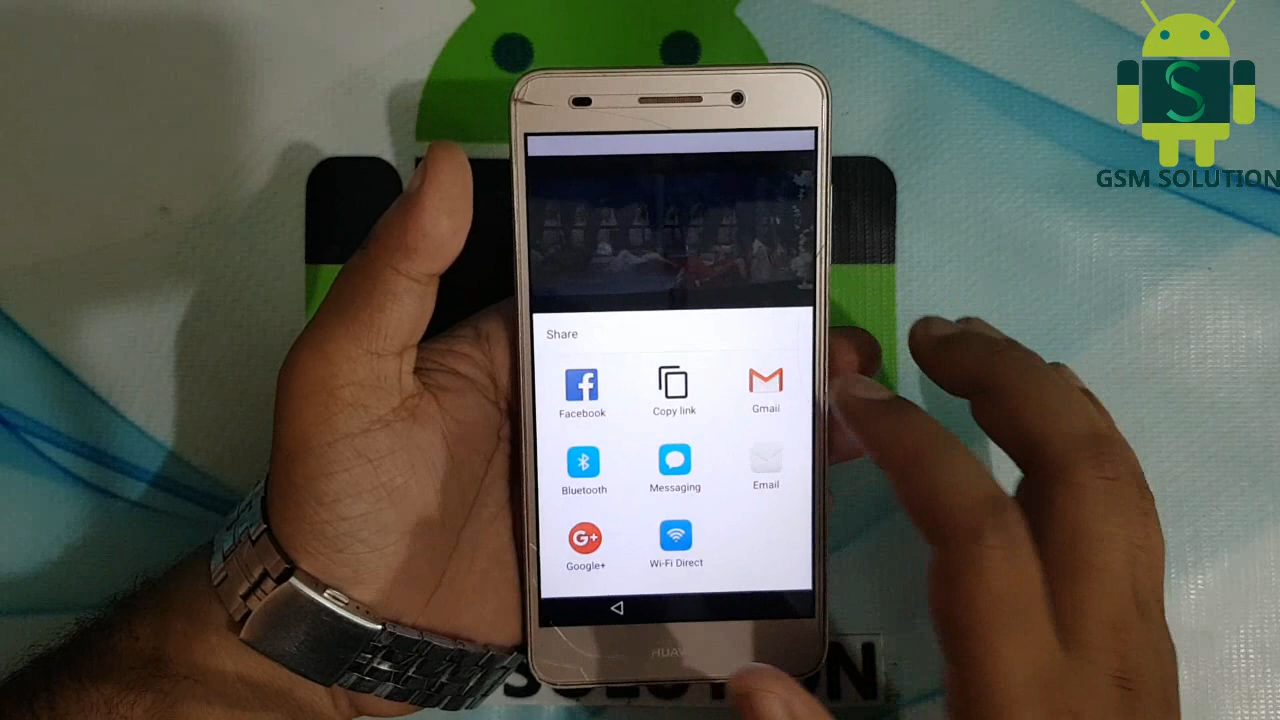 GSM SOLUTION
Share
Facebook
Copy link
Gmail
Bluetooth
Messaging
Email
Google+
Wi-Fi Direct